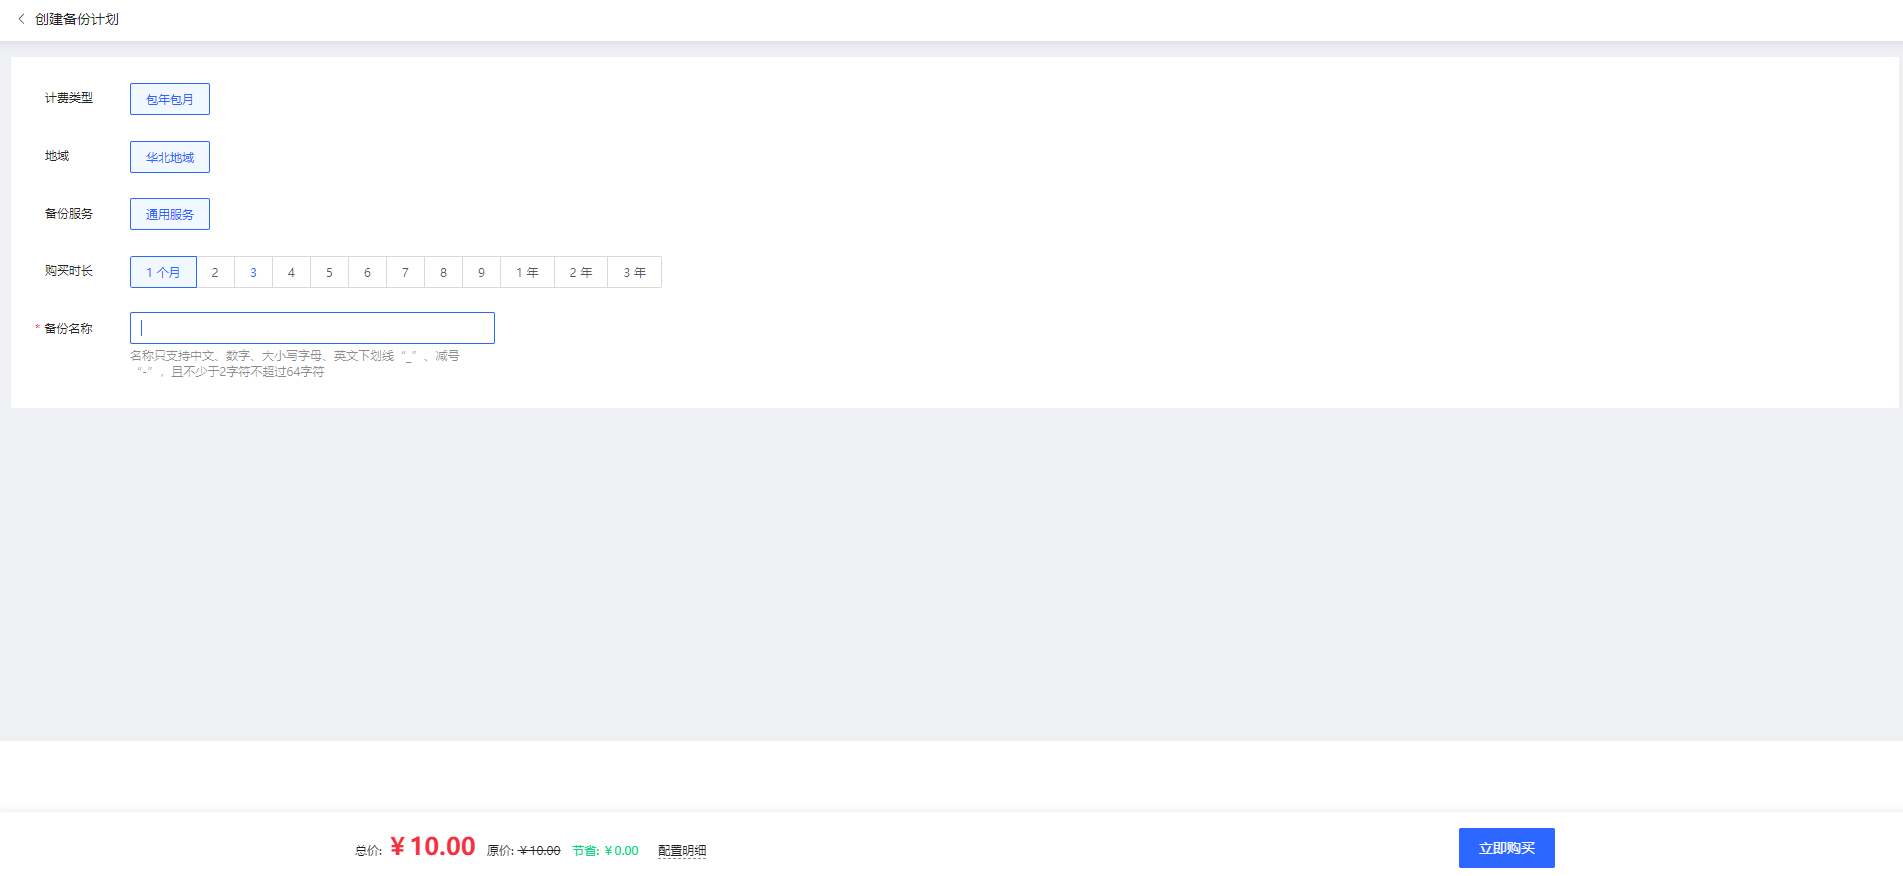 创建备份计划
计费类型 包年包月
地域 华北地域
备份服务 通用服务
购买时长 1 个月 2 3 4 5 6 7 8 9 1 年 2 年 3 年
* 备份名称
名称只支持中文、数字、大小写字母、英文下划线“_”、减号
“-”，且不少于2字符不超过64字符
总价: ¥10.00 原价: ¥10.00 节省: ¥0.00 配置明细 立即购买